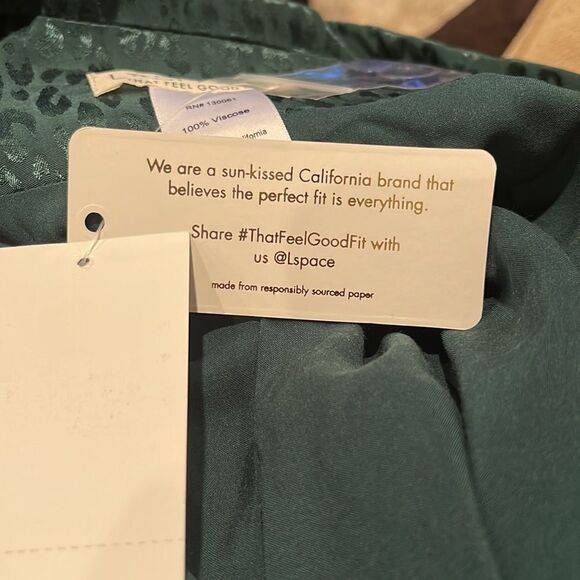 THAT FEEL GOOD
RN# 130061
100% Viscose
We are a sun-kissed California brand that
believes the perfect fit is everything.
Share #ThatFeelGoodFit with
us @Lspace
made from responsibly sourced paper